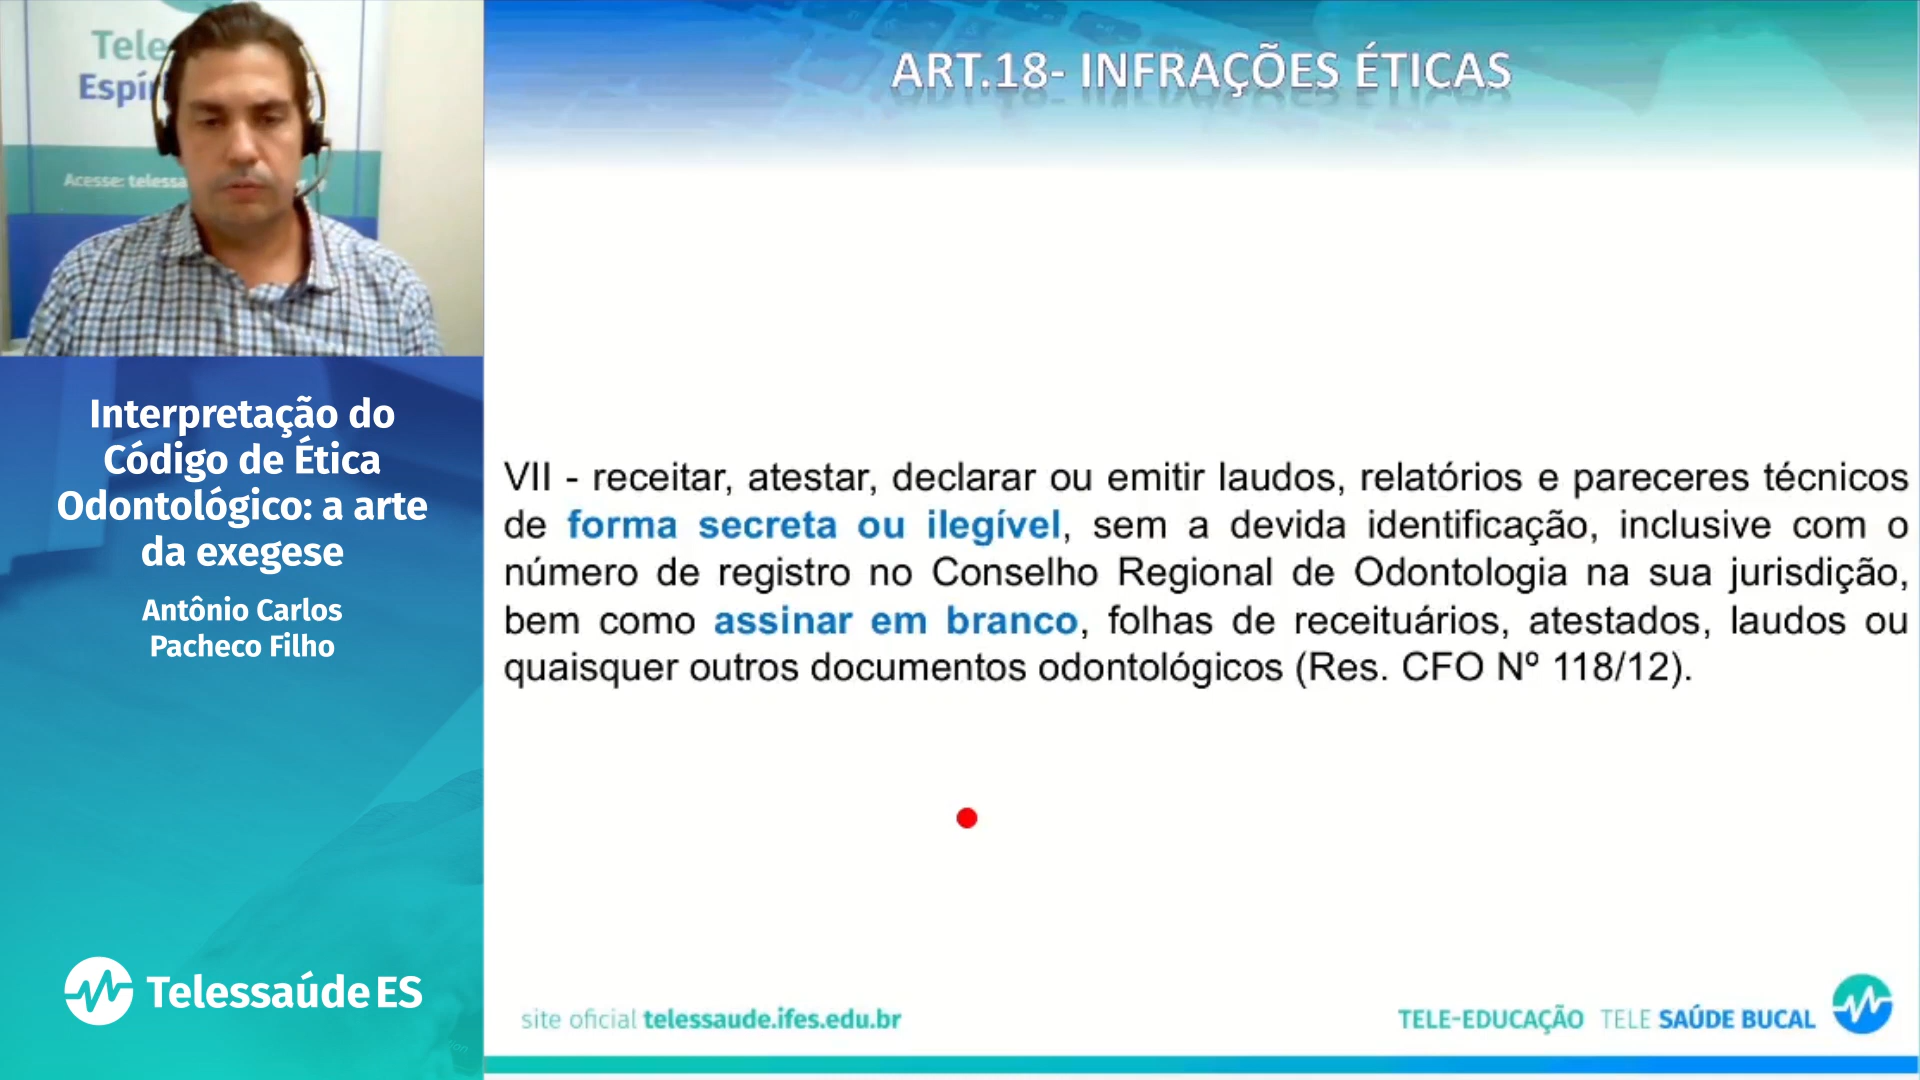 Acesse:
ART.18- INFRAÇÕES ÉTICAS
Interpretação do
Código de Ética
Odontológico: a arte
da exegese
Antônio Carlos
Pacheco Filho
VII - receitar, atestar, declarar ou emitir laudos, relatórios e pareceres técnicos
de forma secreta ou ilegível, sem a devida identificação, inclusive com o
número de registro no Conselho Regional de Odontologia na sua jurisdição,
bem como assinar em branco, folhas de receituários, atestados, laudos ou
quaisquer outros documentos odontológicos (Res. CFO Nº 118/12).
Telessaúde ES
site oficial telessaude.ifes.edu.br
TELE-EDUCAÇÃO TELE SAÚDE BUCAL